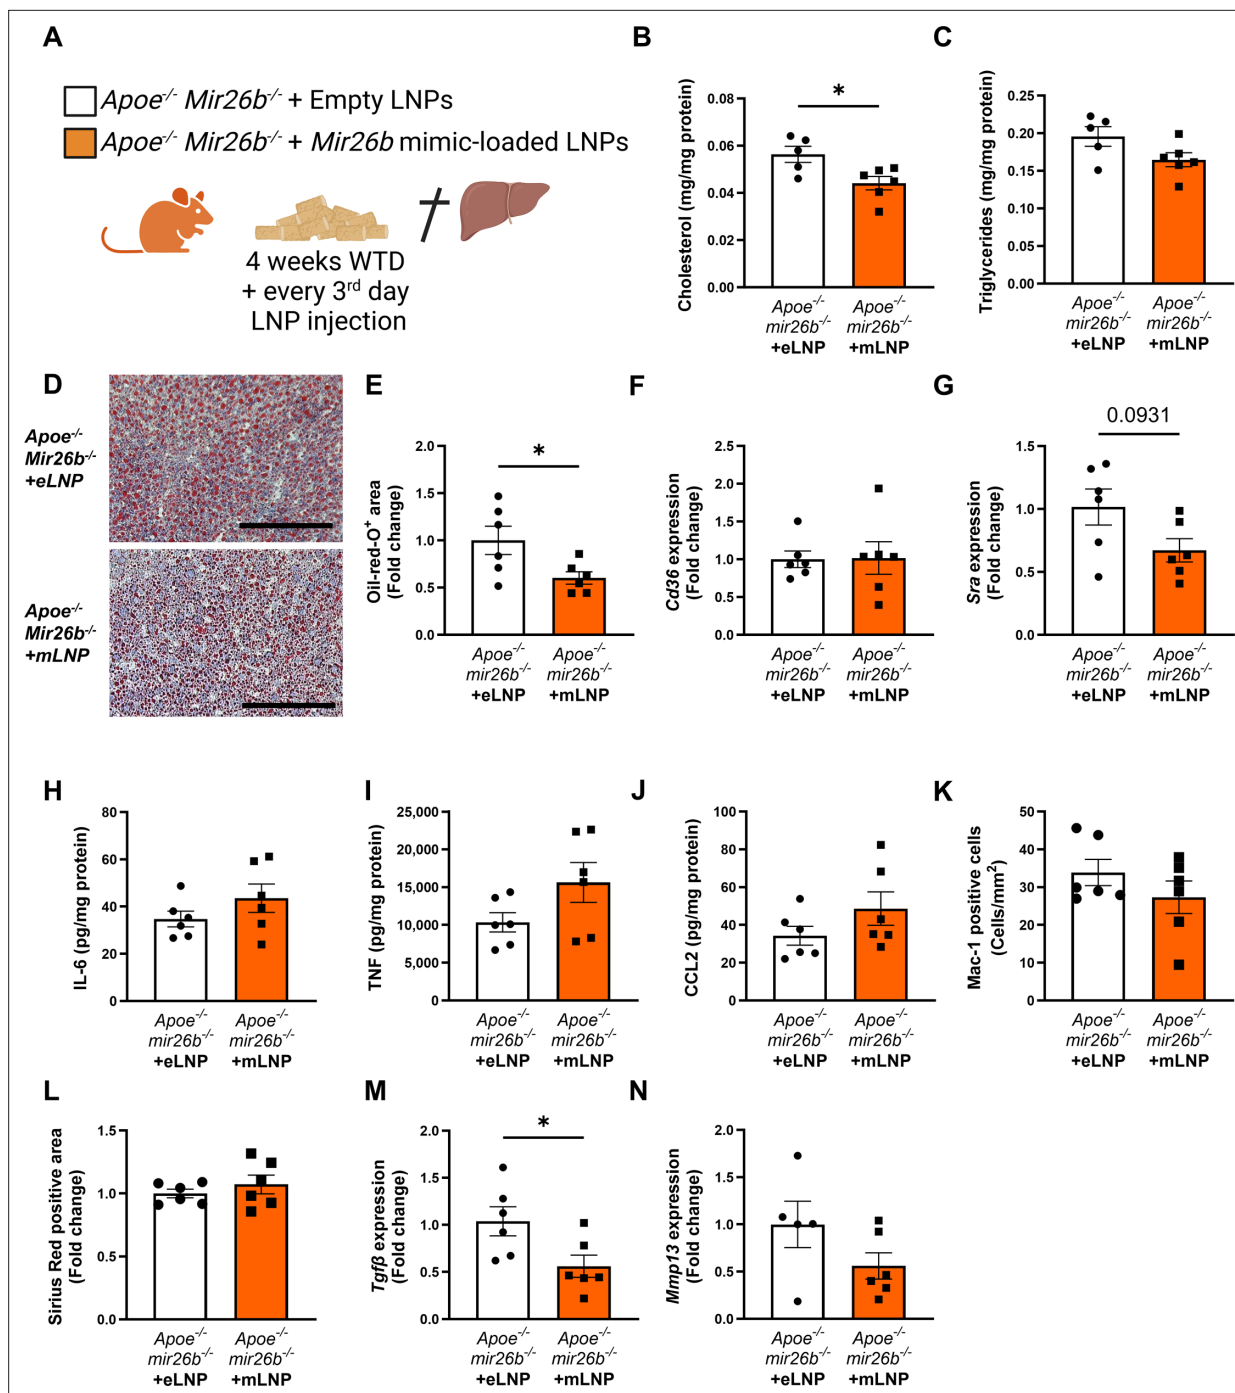 A
Apoe-/- Mir26b-/- + Empty LNPs
Apoe-/- Mir26b-/- + Mir26b mimic-loaded LNPs
4 weeks WTD
+ every 3rd day
LNP injection
B
Cholesterol (mg/mg protein)
0.08
0.06
0.04
0.02
0.00
*
Apoe-/- Apoe-/-
mir26b-/- mir26b-/-
+eLNP +mLNP
C
Triglycerides (mg/mg protein)
0.25
0.20
0.15
0.10
0.05
0.00
Apoe-/- Apoe-/-
mir26b-/- mir26b-/-
+eLNP +mLNP
D
Apoe-/-
Mir26b-/-
+eLNP
Apoe-/-
Mir26b-/-
+mLNP
E
Oil-red-O+ area
(Fold change)
2.0
1.5
1.0
0.5
0.0
*
Apoe-/- Apoe-/-
mir26b-/- mir26b-/-
+eLNP +mLNP
F
Cd36 expression
(Fold change)
2.5
2.0
1.5
1.0
0.5
0.0
Apoe-/- Apoe-/-
mir26b-/- mir26b-/-
+eLNP +mLNP
G
Sra expression
(Fold change)
1.5
1.0
0.5
0.0
0.0931
Apoe-/- Apoe-/-
mir26b-/- mir26b-/-
+eLNP +mLNP
H
IL-6 (pg/mg protein)
80
60
40
20
0
Apoe-/- Apoe-/-
mir26b-/- mir26b-/-
+eLNP +mLNP
I
TNF (pg/mg protein)
25,000
20,000
15,000
10,000
5,000
0
Apoe-/- Apoe-/-
mir26b-/- mir26b-/-
+eLNP +mLNP
J
CCL2 (pg/mg protein)
100
80
60
40
20
0
Apoe-/- Apoe-/-
mir26b-/- mir26b-/-
+eLNP +mLNP
K
Mac-1 positive cells
(Cells/mm2)
50
40
30
20
10
0
Apoe-/- Apoe-/-
mir26b-/- mir26b-/-
+eLNP +mLNP
L
Sirius Red positive area
(Fold change)
1.5
1.0
0.5
0.0
Apoe-/- Apoe-/-
mir26b-/- mir26b-/-
+eLNP +mLNP
M
Tgfβ expression
(Fold change)
2.0
1.5
1.0
0.5
0.0
*
Apoe-/- Apoe-/-
mir26b-/- mir26b-/-
+eLNP +mLNP
N
Mmp13 expression
(Fold change)
2.0
1.5
1.0
0.5
0.0
Apoe-/- Apoe-/-
mir26b-/- mir26b-/-
+eLNP +mLNP